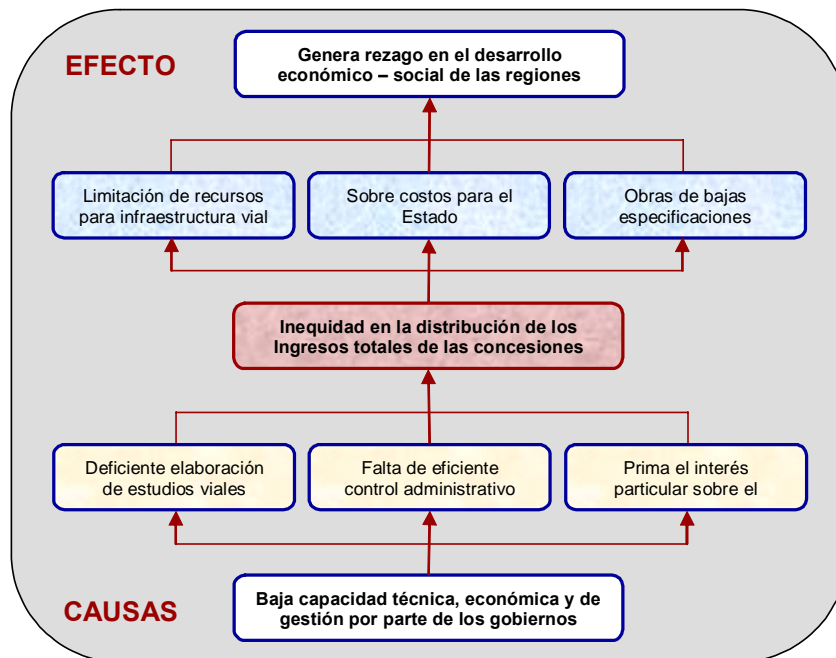 Genera rezago en el desarrollo
económico – social de las regiones
EFECTO
Limitación de recursos
para infraestructura vial
Sobre costos para el
Estado
Obras de bajas
especificaciones
Inequidad en la distribución de los
Ingresos totales de las concesiones
Deficiente elaboración
de estudios viales
Falta de eficiente
control administrativo
Prima el interés
particular sobre el
CAUSAS
Baja capacidad técnica, económica y de
gestión por parte de los gobiernos